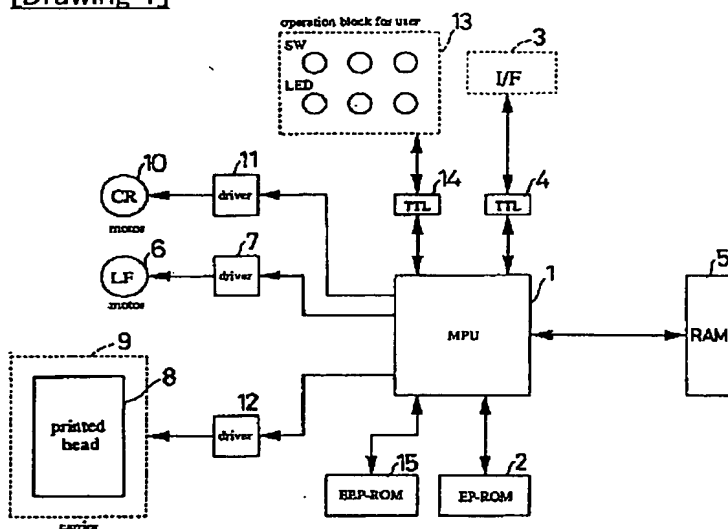 [Drawing 1]
operation block for user
13
SW
LED
3
I/F
10
CR
motor
11
driver
14
TTL
4
TTL
6
LF
motor
7
driver
1
MPU
5
RAM
9
8
printed
head
carrier
12
driver
15
EEP-ROM
2
EP-ROM